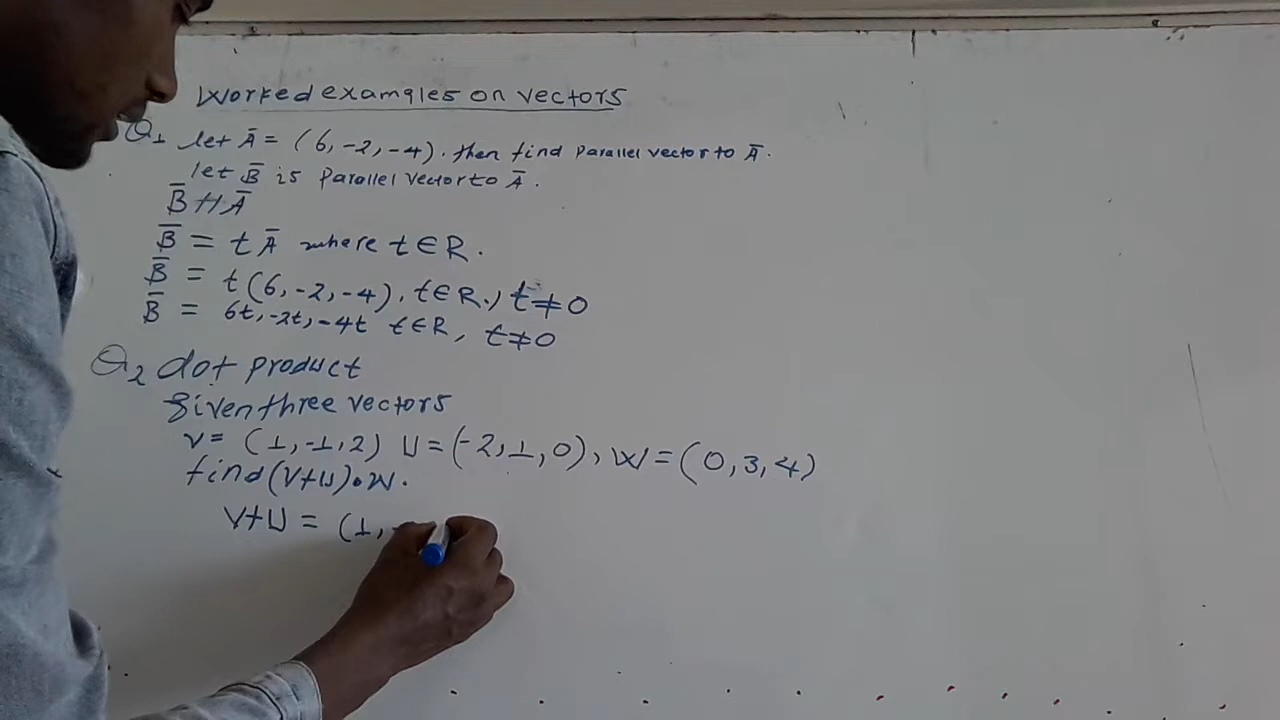 Worked examples on vectors
Q1 let Ā = (6, -2, -4). then find parallel vector to Ā.
let B̄ is parallel vector to Ā.
B̄ // Ā
B̄ = tĀ where t∈R.
B̄ = t(6, -2, -4), t∈R., t≠0
B̄ = 6t, -2t, -4t t∈R, t≠0
Q2 dot product
Given three vectors
V = (1, -1, 2) U = (-2, 1, 0), W = (0, 3, 4)
find (V+U)•W.
V+U = (1, -